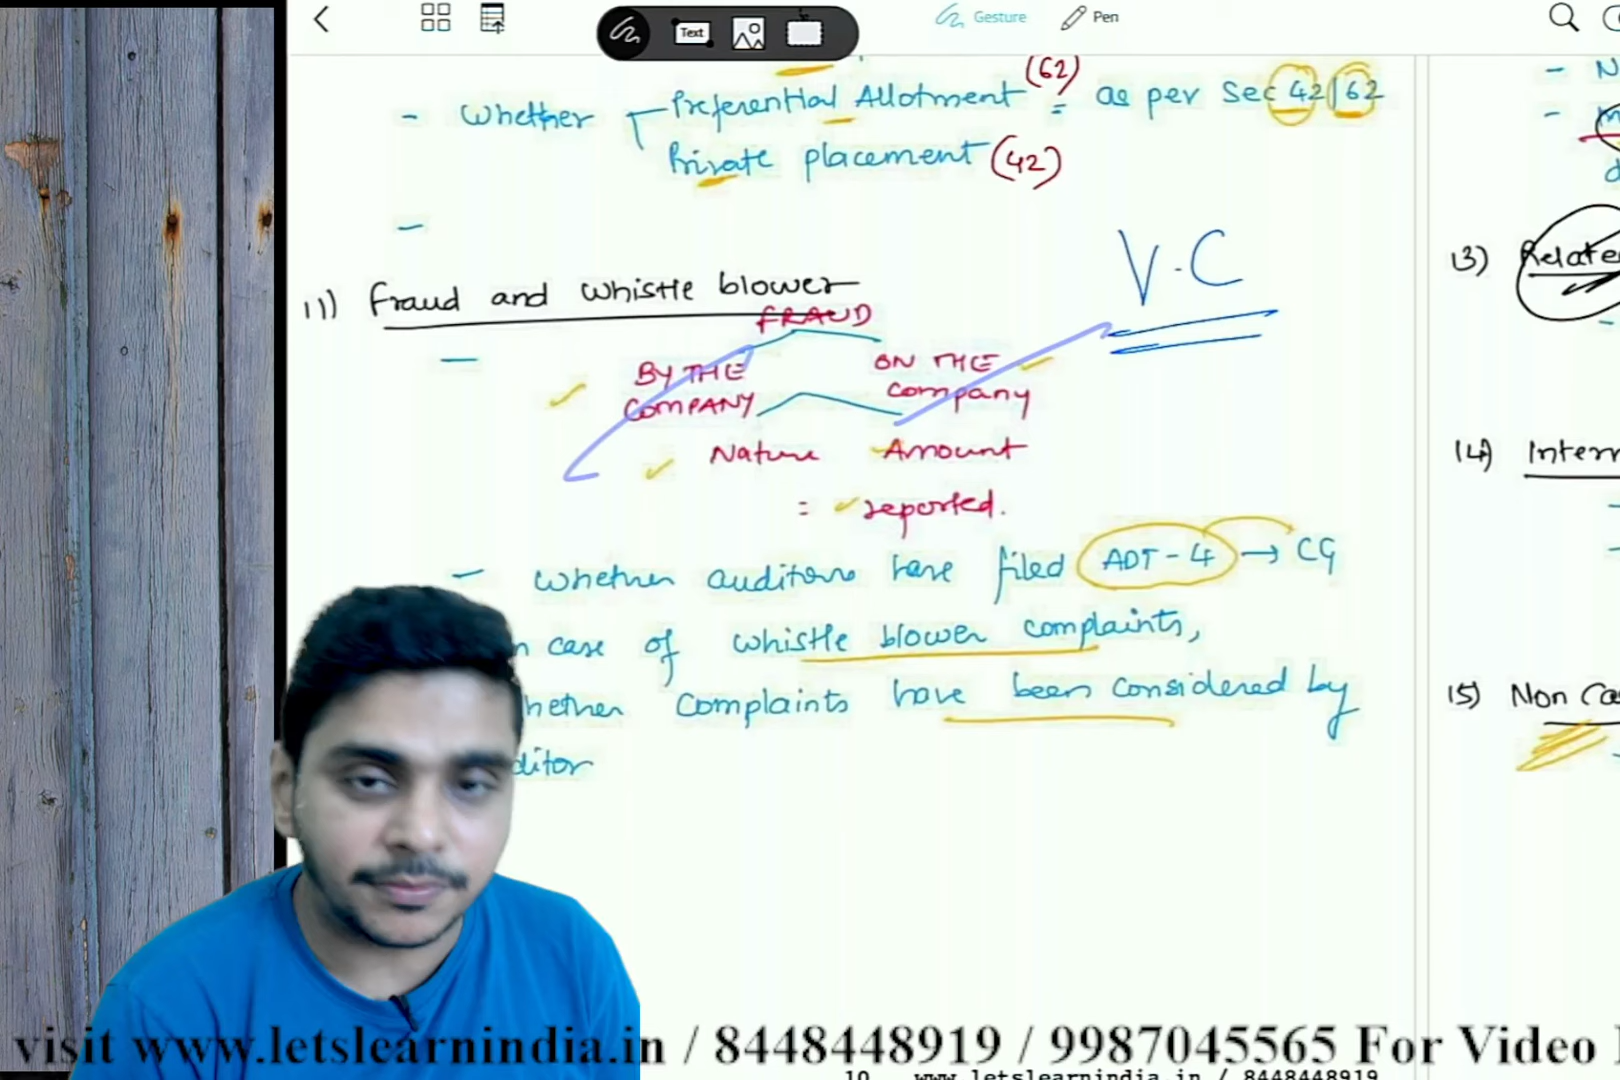 Text
Gesture
Pen
(62)
- Whether Preferential Allotment = as per Sec 42/62
Private placement (42)
-
V.C
11) Fraud and Whistle blower
FRAUD
BY THE COMPANY
ON THE Company
Nature Amount
= reported.
- Whether auditors have filed ADT-4 → CG
n case of whistle blower complaints,
hether complaints have been considered by
ditor
- N
-
13) Relate
14) Intern
15) Non Ca
visit www.letslearnindia.in / 8448448919 / 9987045565 For Video
10 www.letslearnindia.in / 8448448919